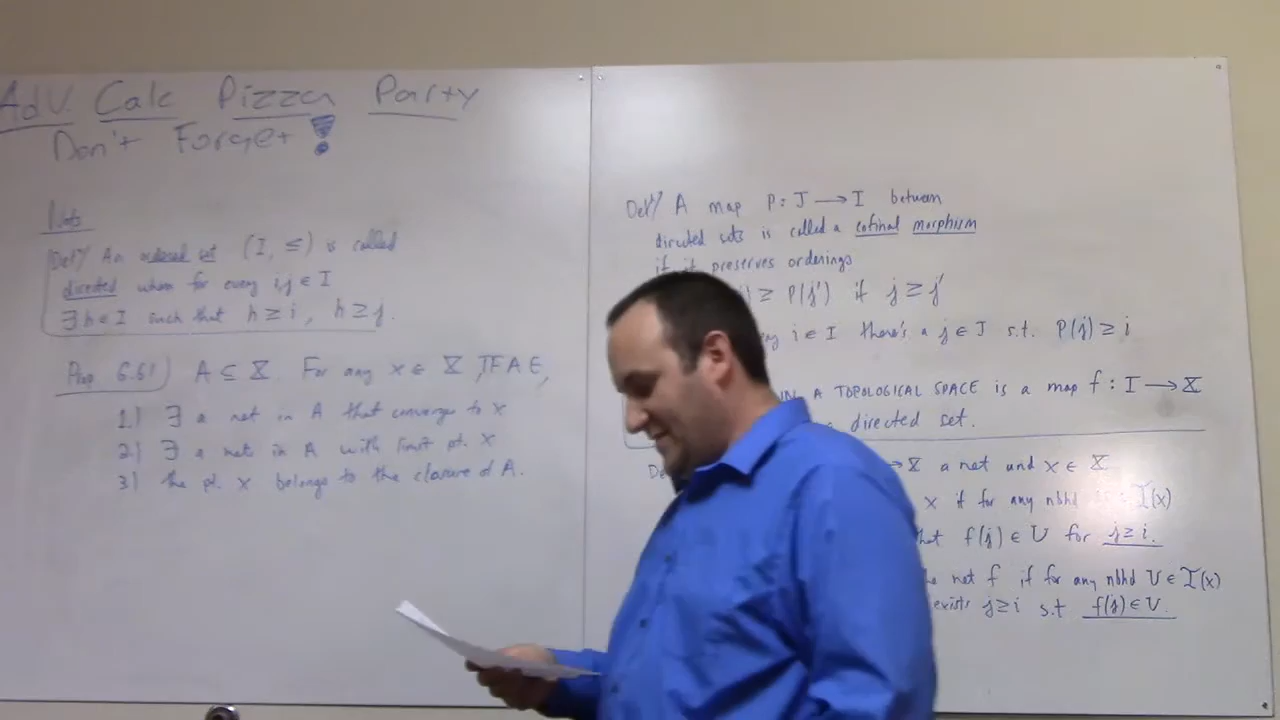 Adv. Calc Pizza Party
Don't Forget!
Nets
Def'/ An ordered set (I, ≤) is called
directed when for every i,j ∈ I
∃ h ∈ I such that h ≥ i, h ≥ j.
Prop 6.61) A ⊆ X For any x ∈ X, TFAE,
1.) ∃ a net in A that converges to x
2.) ∃ a net in A with limit pt. x
3) the pt. x belongs to the closure of A.
Def'/ A map P: J → I between
directed sets is called a cofinal morphism
if it preserves orderings
≥ P(j') if j ≥ j'
i ∈ I there's a j ∈ J s.t. P(j) ≥ i
IN A TOPOLOGICAL SPACE is a map f: I → X
directed set.
X a net and x ∈ X
x if for any nbhd (x)
f(j) ∈ U for j ≥ i.
net f if for any nbhd U ∈ I(x)
exists j ≥ i s.t f(j) ∈ U.